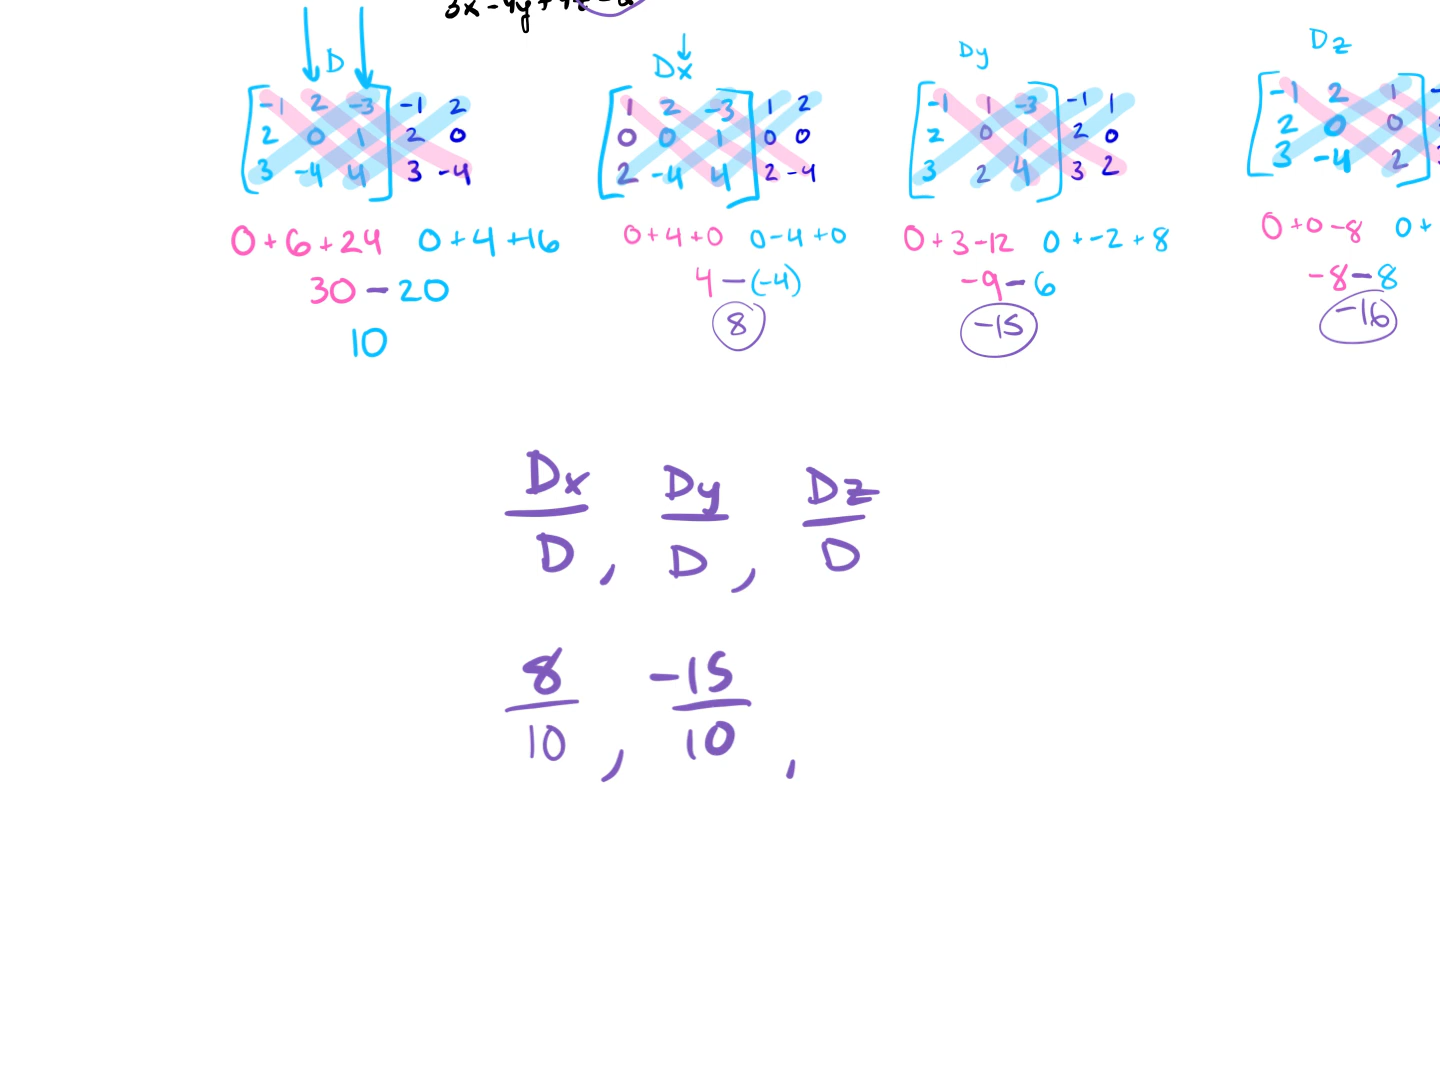 3x-4y+4z=2
D
Dx
Dy
Dz
-1 2 -3 -1 2
2 0 1 2 0
3 -4 4 3 -4
1 2 -3 1 2
0 0 1 0 0
2 -4 4 2 -4
-1 1 -3 -1 1
2 0 1 2 0
3 2 4 3 2
-1 2 1
2 0 0
3 -4 2
0+6+24 0+4+16
30-20
10
0+4+0 0-4+0
4-(-4)
8
0+3-12 0+-2+8
-9-6
-15
0+0-8 0+
-8-8
-16
Dx/D, Dy/D, Dz/D
8/10, -15/10,